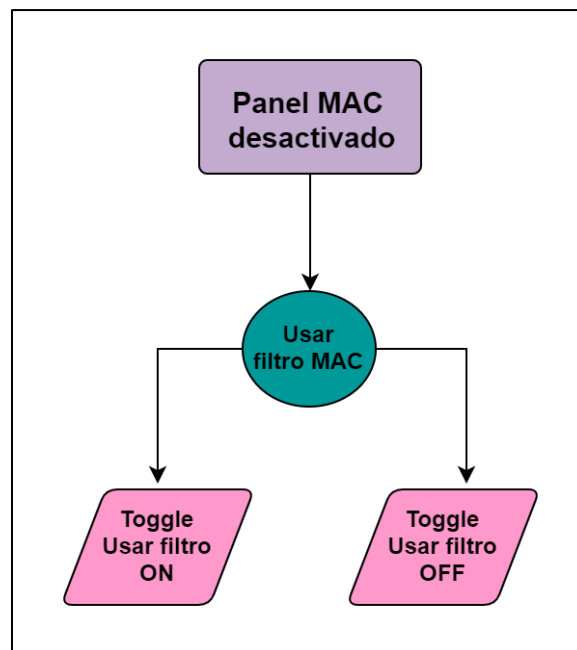 Panel MAC
desactivado
Usar
filtro MAC
Toggle
Usar filtro
ON
Toggle
Usar filtro
OFF